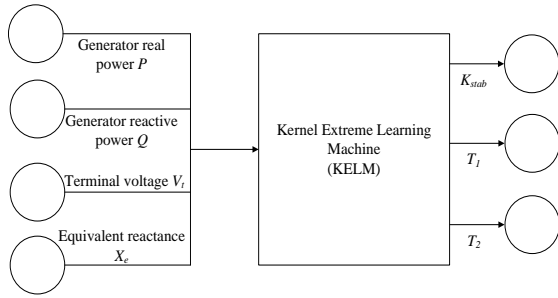 Generator real
power P
Generator reactive
power Q
Terminal voltage Vt
Equivalent reactance
Xe
Kernel Extreme Learning
Machine
(KELM)
Kstab
T1
T2